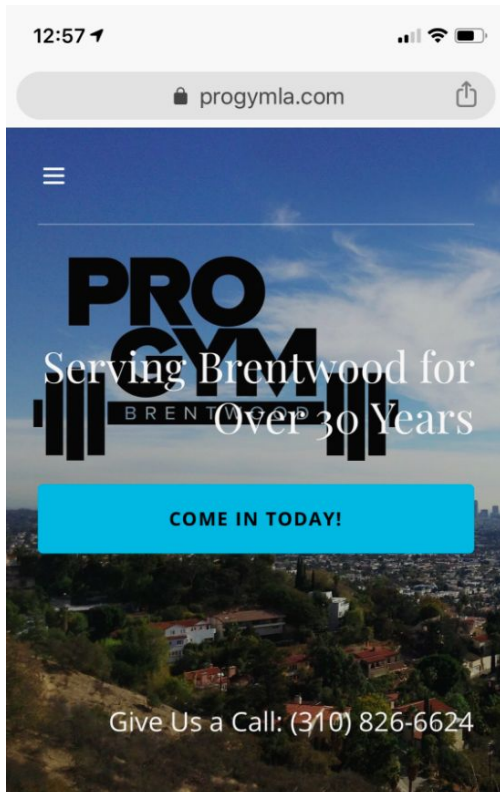 12:57
progymla.com
PRO
GYM
BRENTWOOD
Serving Brentwood for
Over 30 Years
COME IN TODAY!
Give Us a Call: (310) 826-6624